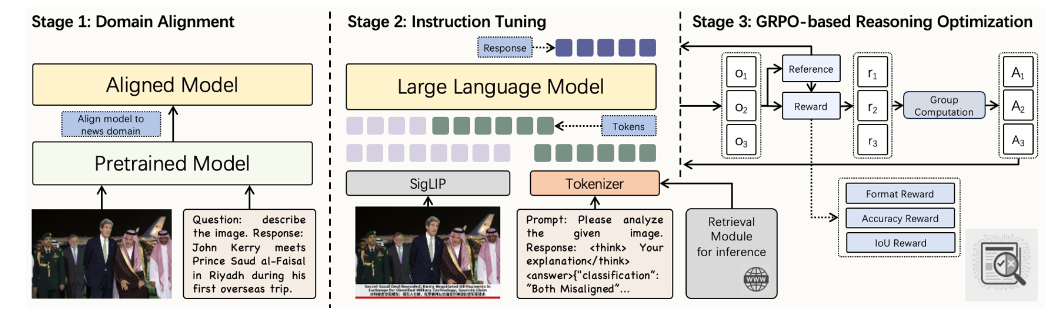 Stage 1: Domain Alignment
Aligned Model
Align model to
news domain
Pretrained Model
Question: describe
the image. Response:
John Kerry meets
Prince Saud al-Faisal
in Riyadh during his
first overseas trip.
Stage 2: Instruction Tuning
Response
Large Language Model
Tokens
SigLIP
Tokenizer
Prompt: Please analyze
the given image.
Response: <think> Your
explanation</think>
<answer>{"classification":
"Both Misaligned"...
Retrieval
Module
for inference
WWW
Stage 3: GRPO-based Reasoning Optimization
O₁
O₂
O₃
Reference
Reward
r₁
r₂
r₃
Group
Computation
A₁
A₂
A₃
Format Reward
Accuracy Reward
IoU Reward